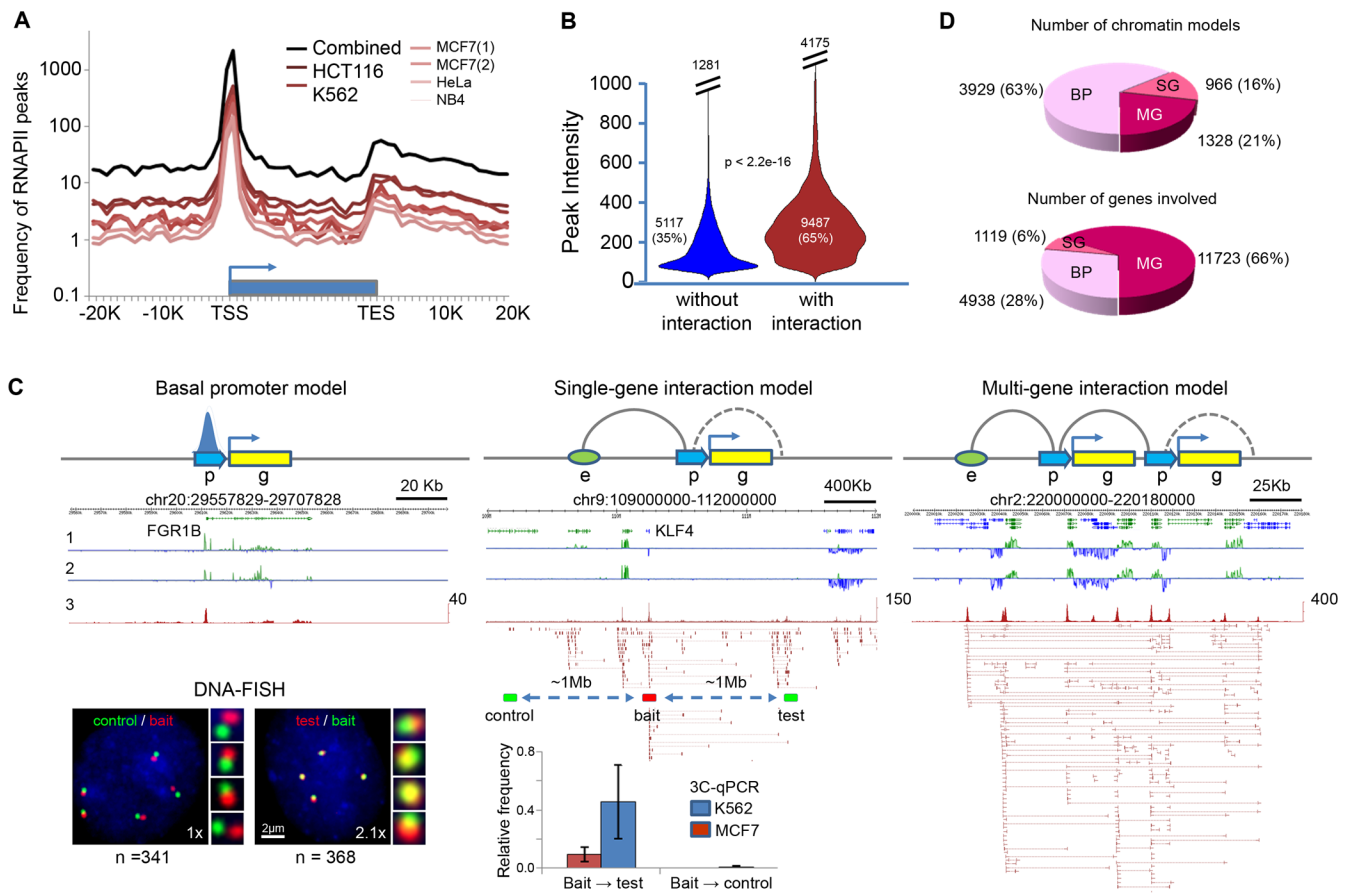 A
Frequency of RNAPII peaks
1000
100
10
1
0.1
-20K
-10K
TSS
TES
10K
20K
Combined
HCT116
K562
MCF7(1)
MCF7(2)
HeLa
NB4
B
Peak Intensity
1000
800
600
400
200
0
1281
4175
p < 2.2e-16
5117
(35%)
9487
(65%)
without
interaction
with
interaction
D
Number of chromatin models
3929 (63%)
BP
SG
966 (16%)
MG
1328 (21%)
Number of genes involved
1119 (6%)
SG
BP
MG
11723 (66%)
4938 (28%)
C
Basal promoter model
p
g
20 Kb
chr20:29557829-29707828
FGR1B
1
2
3
40
DNA-FISH
control / bait
1x
n =341
test / bait
2μm
2.1x
n = 368
Single-gene interaction model
e
p
g
chr9:109000000-112000000
400Kb
KLF4
150
~1Mb
~1Mb
control
bait
test
Relative frequency
0.8
0.4
0.0
3C-qPCR
K562
MCF7
Bait → test
Bait → control
Multi-gene interaction model
e
p
g
p
g
chr2:220000000-220180000
25Kb
400